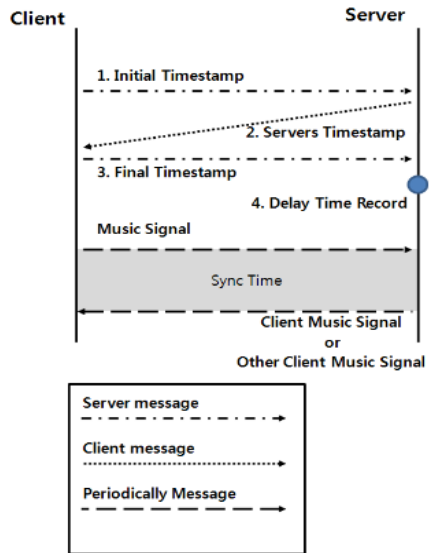 Client
Server
1. Initial Timestamp
2. Servers Timestamp
3. Final Timestamp
4. Delay Time Record
Music Signal
Sync Time
Client Music Signal
or
Other Client Music Signal
Server message
Client message
Periodically Message